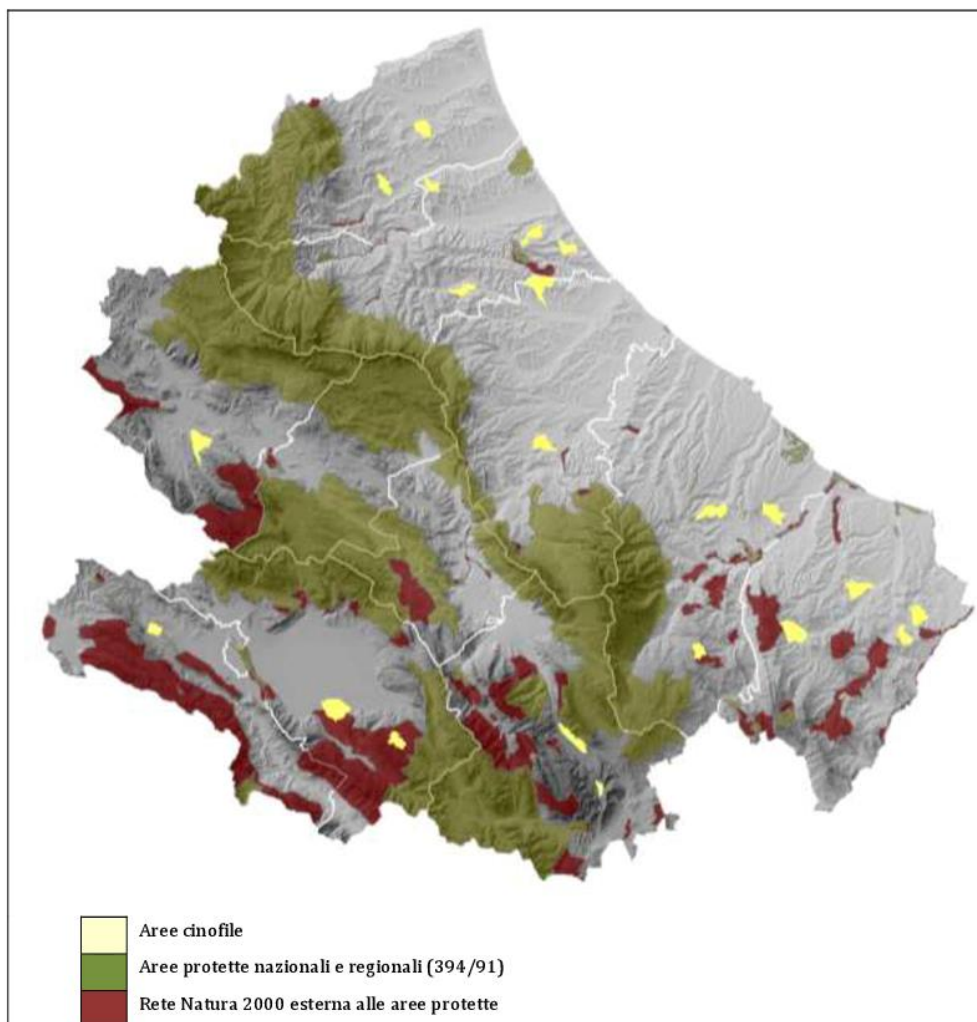 Aree cinofile
Aree protette nazionali e regionali (394/91)
Rete Natura 2000 esterna alle aree protette